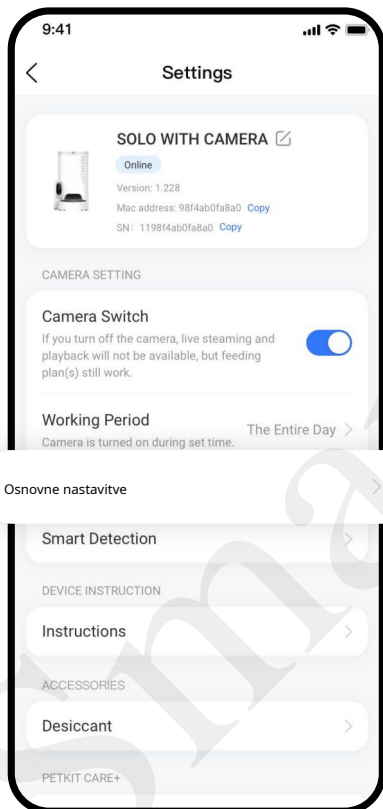 9:41
Settings
SOLO WITH CAMERA
Online
Version: 1.228
Mac address: 98f4ab0fa8a0 Copy
SN: 1198f4ab0fa8a0 Copy
CAMERA SETTING
Camera Switch
If you turn off the camera, live steaming and
playback will not be available, but feeding
plan(s) still work.
Working Period
The Entire Day
Camera is turned on during set time.
Osnovne nastavitve
Smart Detection
DEVICE INSTRUCTION
Instructions
ACCESSORIES
Desiccant
PETKIT CARE+